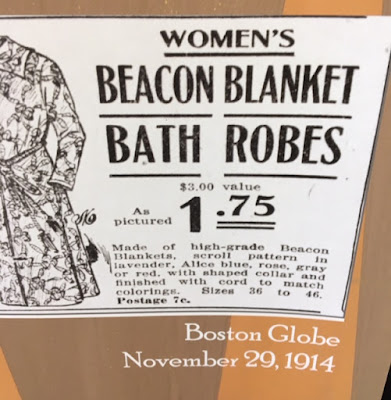 WOMEN'S
BEACON BLANKET
BATH ROBES
$3.00 value
As pictured 1.75
Made of high-grade Beacon
Blankets, scroll pattern in
lavender, Alice blue, rose, gray
or red, with shaped collar and
finished with cord to match
colorings. Sizes 36 to 46.
Postage 7c.
Boston Globe
November 29, 1914